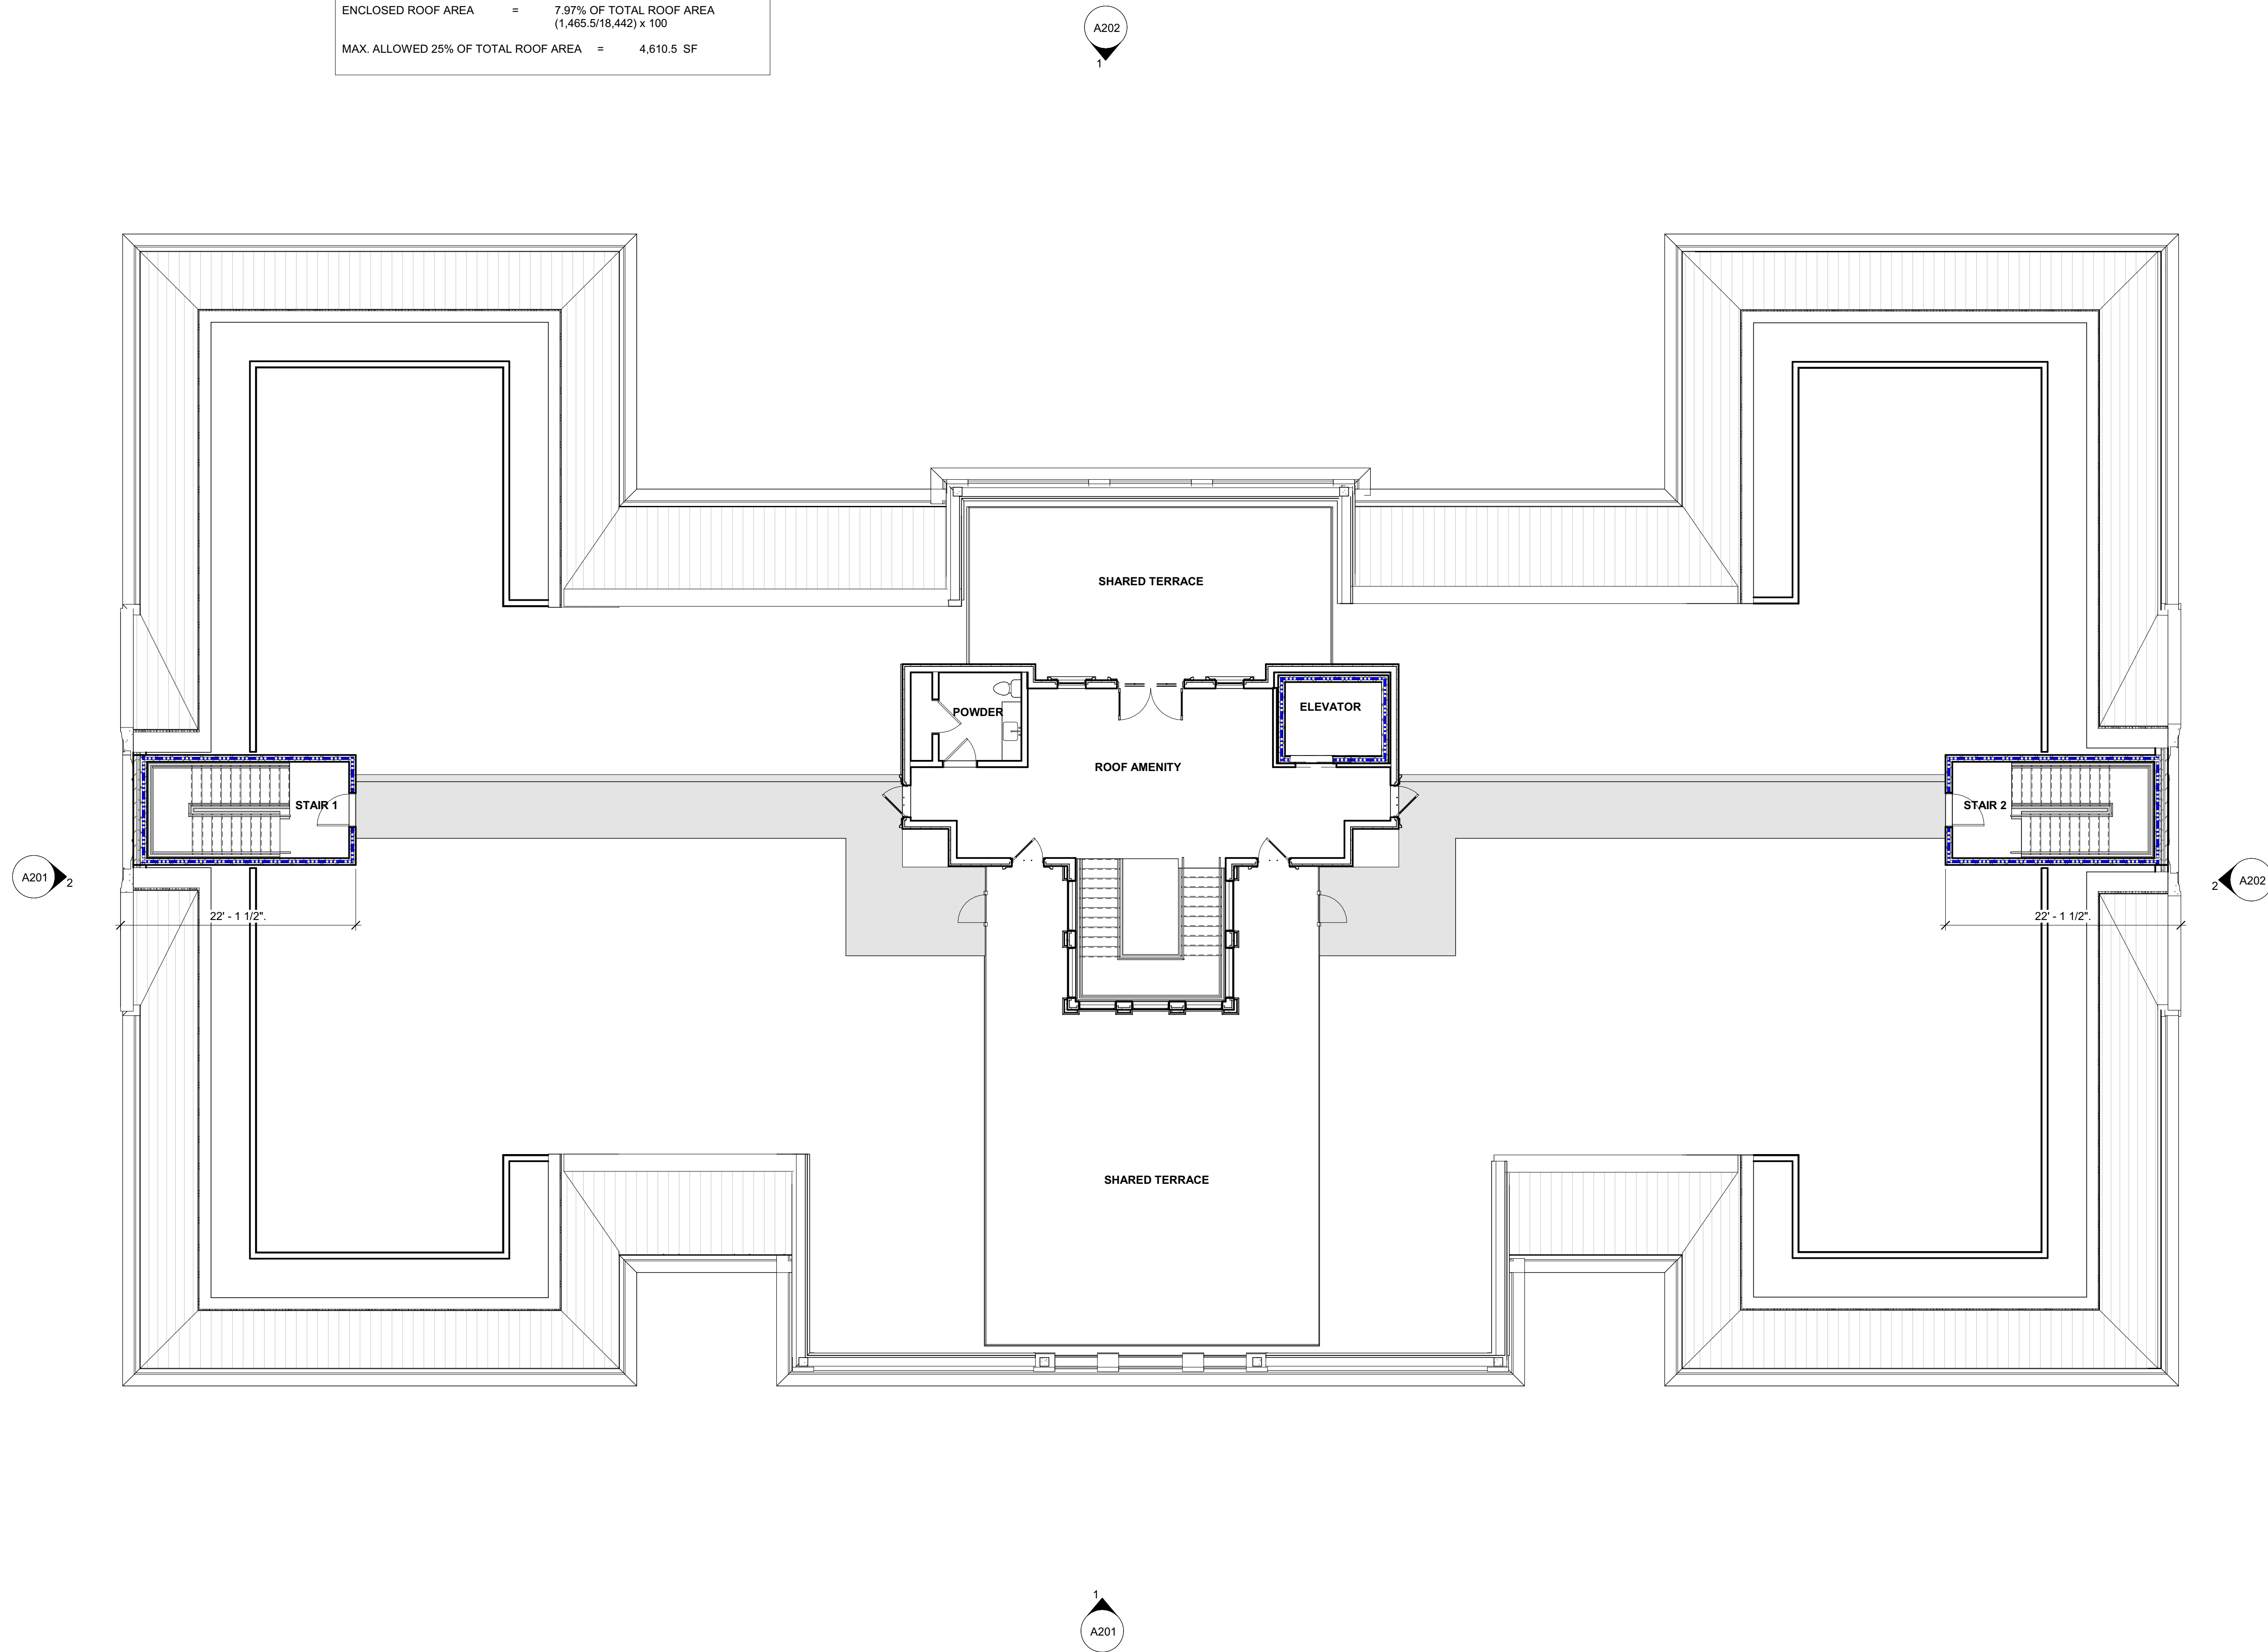 ENCLOSED ROOF AREA = 7.97% OF TOTAL ROOF AREA
(1,465.5/18,442) x 100
MAX. ALLOWED 25% OF TOTAL ROOF AREA = 4,610.5 SF
A202
1
SHARED TERRACE
POWDER
ELEVATOR
ROOF AMENITY
STAIR 1
STAIR 2
A201
2
2
A202
22' - 1 1/2".
22' - 1 1/2".
SHARED TERRACE
1
A201